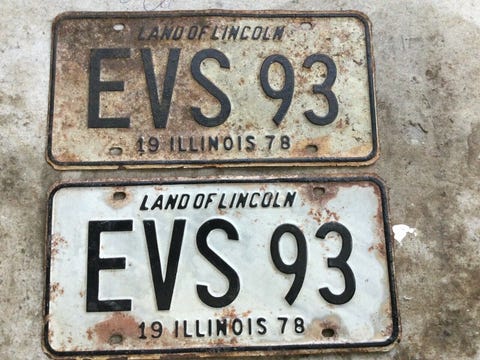 LAND OF LINCOLN
EVS 93
19 ILLINOIS 78
LAND OF LINCOLN
EVS 93
19 ILLINOIS 78